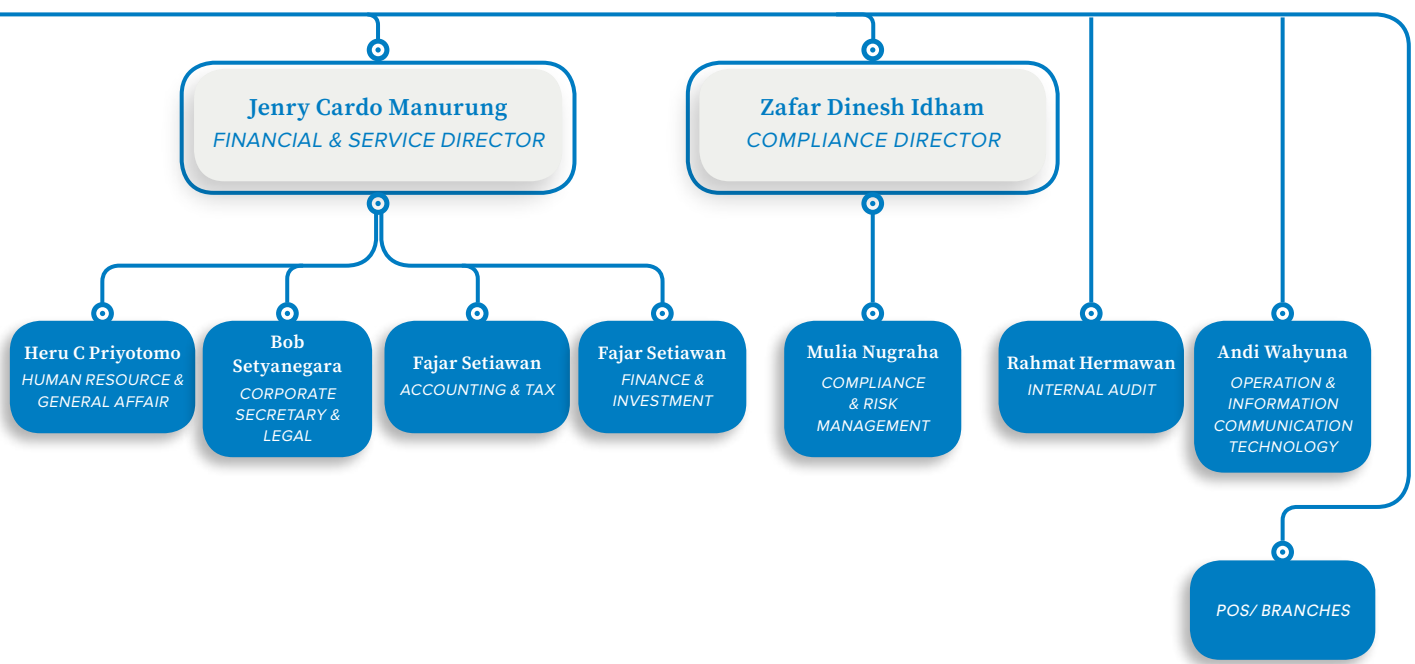 Jenry Cardo Manurung
FINANCIAL & SERVICE DIRECTOR
Zafar Dinesh Idham
COMPLIANCE DIRECTOR
Heru C Priyotomo
HUMAN RESOURCE &
GENERAL AFFAIR
Bob
Setyanegara
CORPORATE
SECRETARY &
LEGAL
Fajar Setiawan
ACCOUNTING & TAX
Fajar Setiawan
FINANCE &
INVESTMENT
Mulia Nugraha
COMPLIANCE
& RISK
MANAGEMENT
Rahmat Hermawan
INTERNAL AUDIT
Andi Wahyuna
OPERATION &
INFORMATION
COMMUNICATION
TECHNOLOGY
POS/ BRANCHES